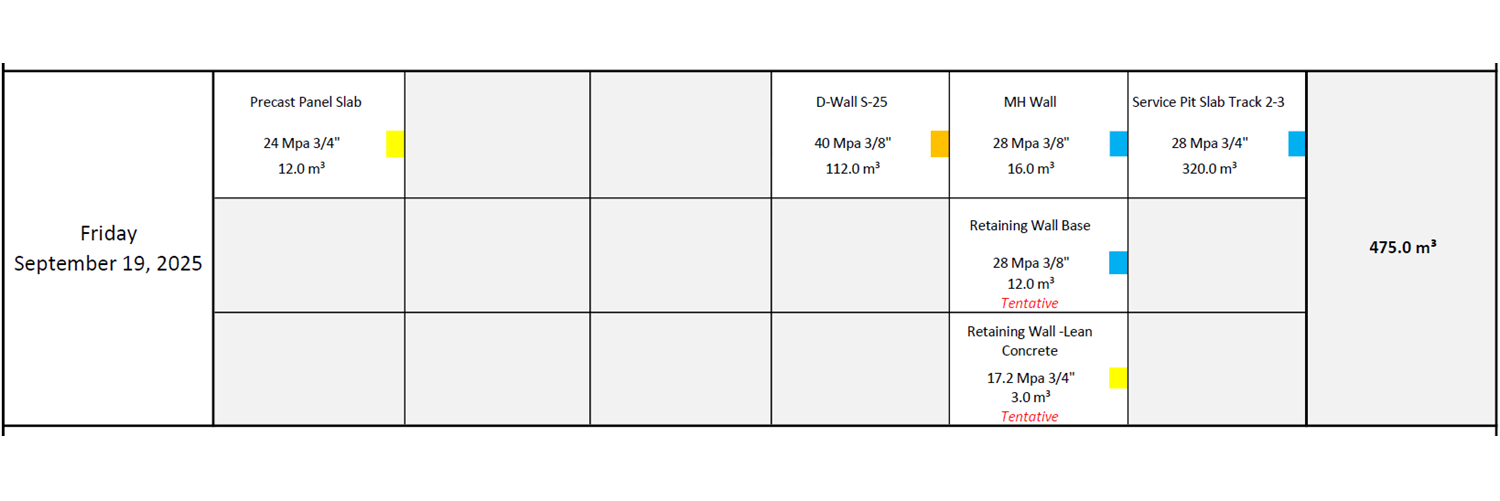 Friday
September 19, 2025
Precast Panel Slab
24 Mpa 3/4"
12.0 m³
D-Wall S-25
40 Mpa 3/8"
112.0 m³
MH Wall
28 Mpa 3/8"
16.0 m³
Service Pit Slab Track 2-3
28 Mpa 3/4"
320.0 m³
Retaining Wall Base
28 Mpa 3/8"
12.0 m³
Tentative
Retaining Wall -Lean
Concrete
17.2 Mpa 3/4"
3.0 m³
Tentative
475.0 m³